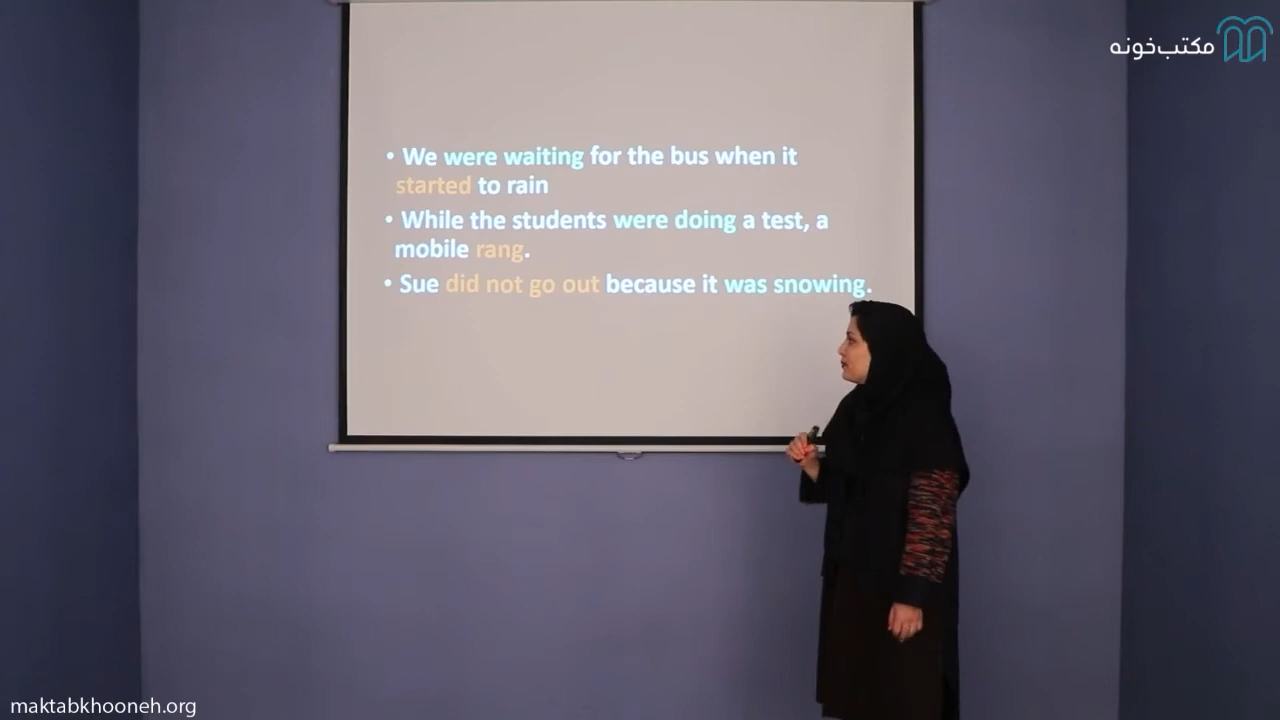 مکتب‌خونه
• We were waiting for the bus when it
started to rain
• While the students were doing a test, a
mobile rang.
• Sue did not go out because it was snowing.
maktabkhooneh.org